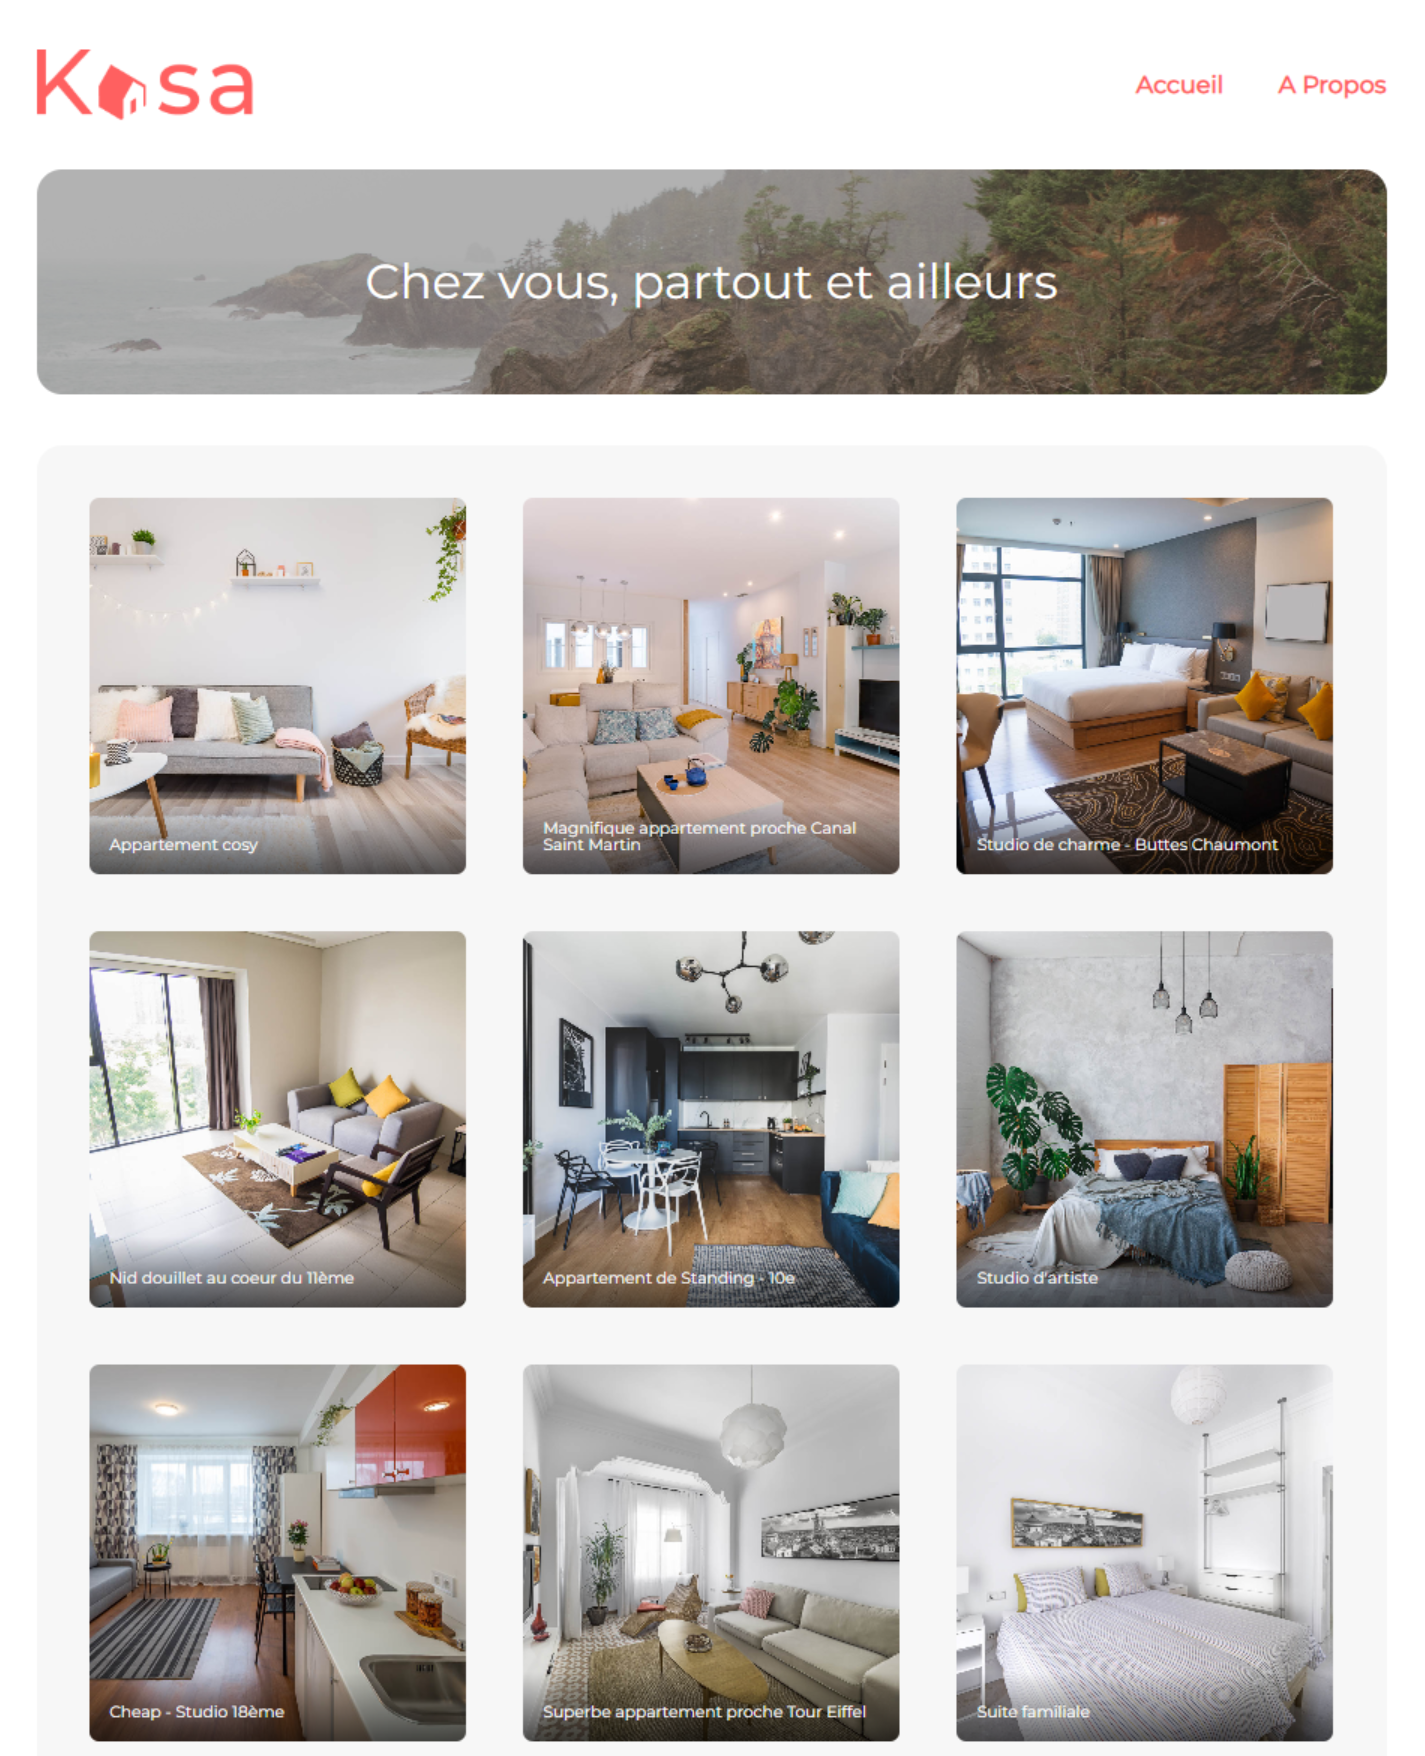 Kasa
Accueil
A Propos
Chez vous, partout et ailleurs
Appartement cosy
Magnifique appartement proche Canal
Saint Martin
Studio de charme - Buttes Chaumont
Nid douillet au coeur du 11ème
Appartement de Standing - 10e
Studio d'artiste
Cheap - Studio 18ème
Superbe appartement proche Tour Eiffel
Suite familiale